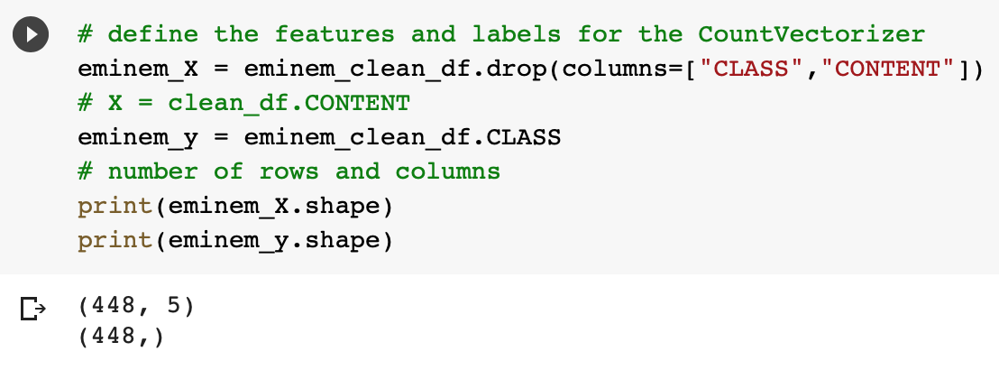 # define the features and labels for the CountVectorizer
eminem_X = eminem_clean_df.drop(columns=["CLASS","CONTENT"])
# X = clean_df.CONTENT
eminem_y = eminem_clean_df.CLASS
# number of rows and columns
print(eminem_X.shape)
print(eminem_y.shape)
(448, 5)
(448,)